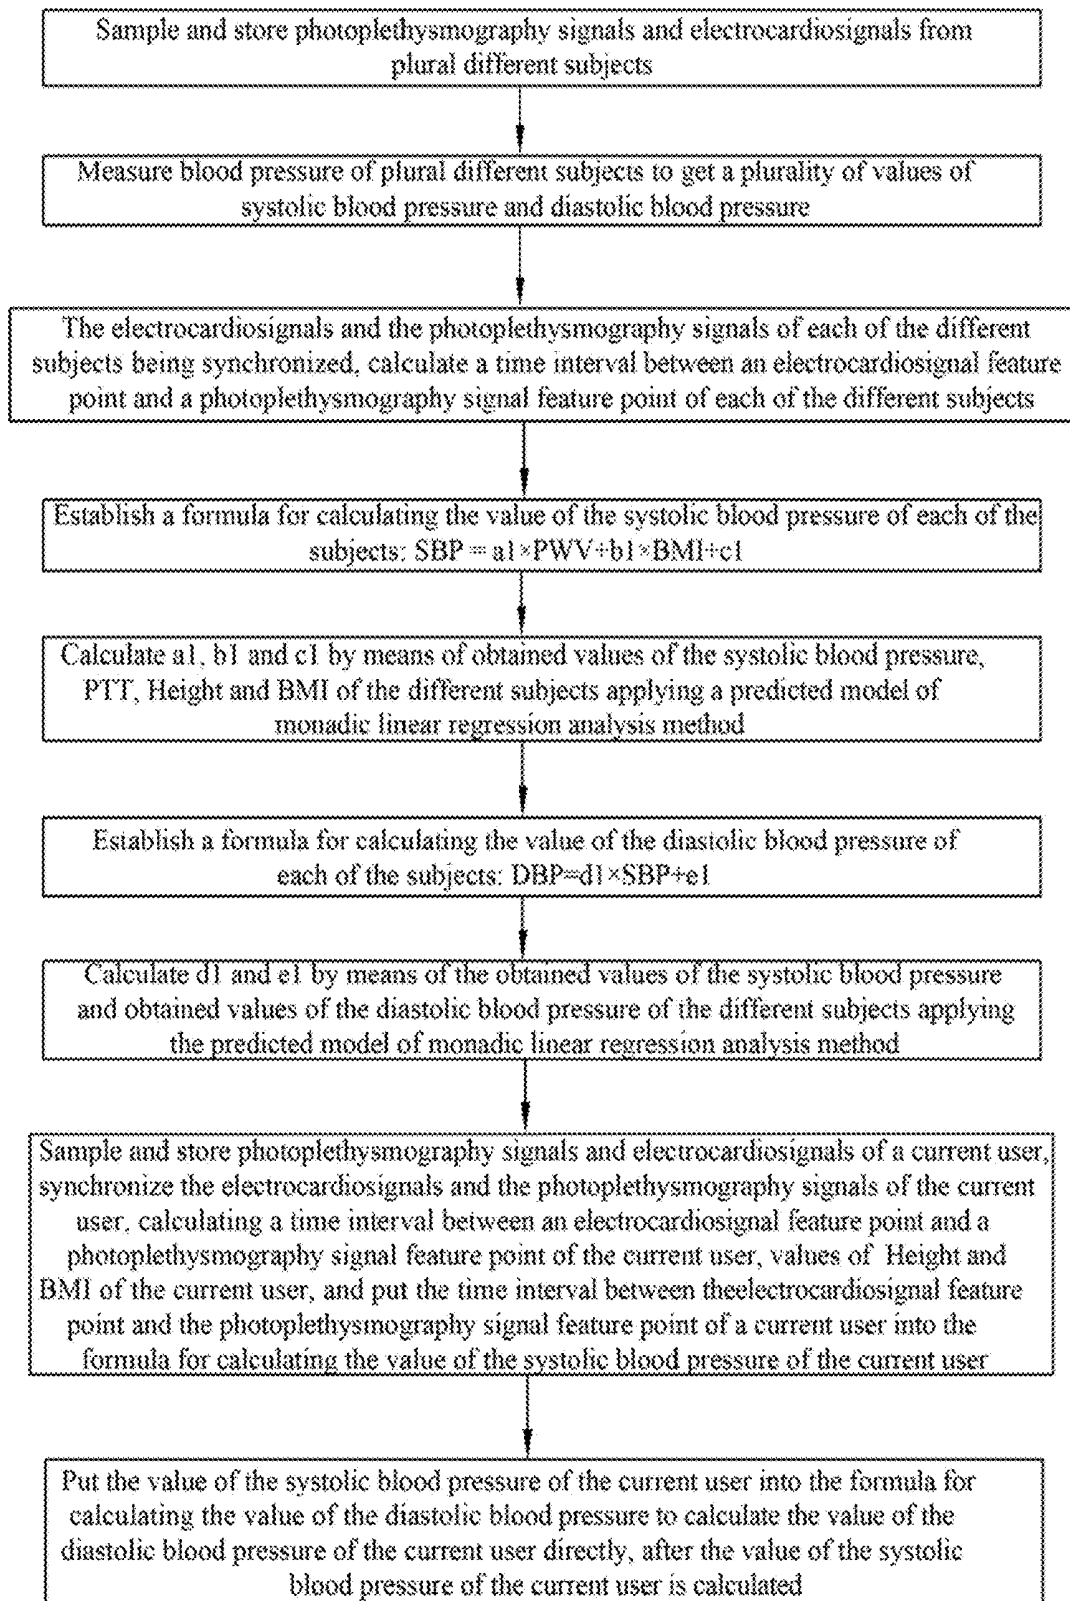 Sample and store photoplethysmography signals and electrocardiosignals from
plural different subjects
Measure blood pressure of plural different subjects to get a plurality of values of
systolic blood pressure and diastolic blood pressure
The electrocardiosignals and the photoplethysmography signals of each of the different
subjects being synchronized, calculate a time interval between an electrocardiosignal feature
point and a photoplethysmography signal feature point of each of the different subjects
Establish a formula for calculating the value of the systolic blood pressure of each of the
subjects: SBP = a1×PWV+b1×BMI+c1
Calculate a1, b1 and c1 by means of obtained values of the systolic blood pressure,
PTT, Height and BMI of the different subjects applying a predicted model of
monadic linear regression analysis method
Establish a formula for calculating the value of the diastolic blood pressure of
each of the subjects: DBP=d1×SBP+e1
Calculate d1 and e1 by means of the obtained values of the systolic blood pressure
and obtained values of the diastolic blood pressure of the different subjects applying
the predicted model of monadic linear regression analysis method
Sample and store photoplethysmography signals and electrocardiosignals of a current user,
synchronize the electrocardiosignals and the photoplethysmography signals of the current
user, calculating a time interval between an electrocardiosignal feature point and a
photoplethysmography signal feature point of the current user, values of Height and
BMI of the current user, and put the time interval between theelectrocardiosignal feature
point and the photoplethysmography signal feature point of a current user into the
formula for calculating the value of the systolic blood pressure of the current user
Put the value of the systolic blood pressure of the current user into the formula for
calculating the value of the diastolic blood pressure to calculate the value of the
diastolic blood pressure of the current user directly, after the value of the systolic
blood pressure of the current user is calculated